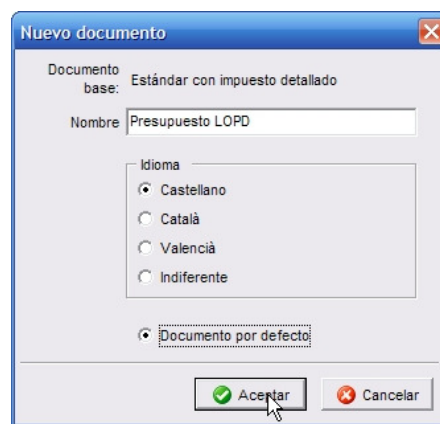 Nuevo documento
Documento
base:
Estándar con impuesto detallado
Nombre
Presupuesto LOPD
Idioma
Castellano
Català
Valencià
Indiferente
Documento por defecto
Aceptar
Cancelar